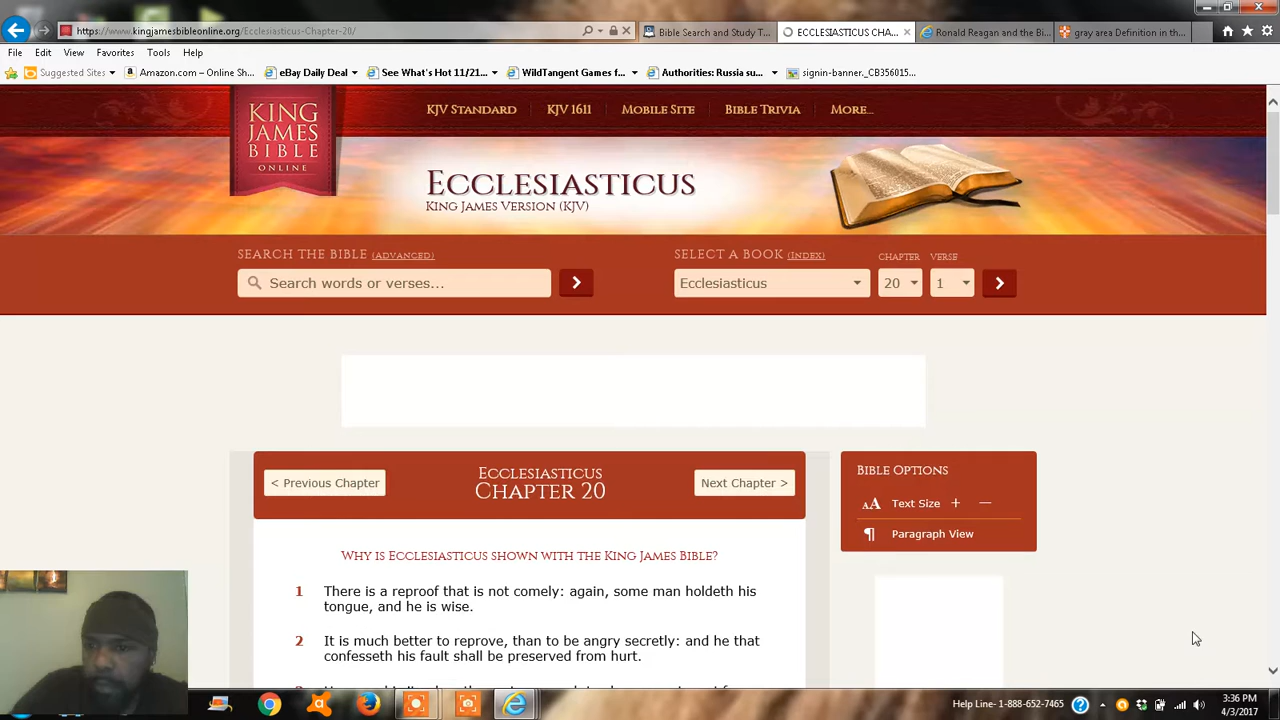 https://www.kingjamesbibleonline.org/Ecclesiasticus-Chapter-20/
Bible Search and Study T...
ECCLESIASTICUS CHA...
Ronald Reagan and the Bi...
gray area Definition in th...
File Edit View Favorites Tools Help
Suggested Sites
Amazon.com – Online Sh...
eBay Daily Deal
See What's Hot 11/21...
WildTangent Games f...
Authorities: Russia su...
signin-banner._CB356015...
KING
JAMES
BIBLE
ONLINE
KJV STANDARD
KJV 1611
MOBILE SITE
BIBLE TRIVIA
MORE...
ECCLESIASTICUS
KING JAMES VERSION (KJV)
SEARCH THE BIBLE (ADVANCED)
Search words or verses...
SELECT A BOOK (INDEX)
CHAPTER
VERSE
Ecclesiasticus
20
1
< Previous Chapter
ECCLESIASTICUS
CHAPTER 20
Next Chapter >
BIBLE OPTIONS
AA Text Size + —
¶ Paragraph View
WHY IS ECCLESIASTICUS SHOWN WITH THE KING JAMES BIBLE?
1 There is a reproof that is not comely: again, some man holdeth his
tongue, and he is wise.
2 It is much better to reprove, than to be angry secretly: and he that
confesseth his fault shall be preserved from hurt.
Help Line- 1-888-652-7465
3:36 PM
4/3/2017